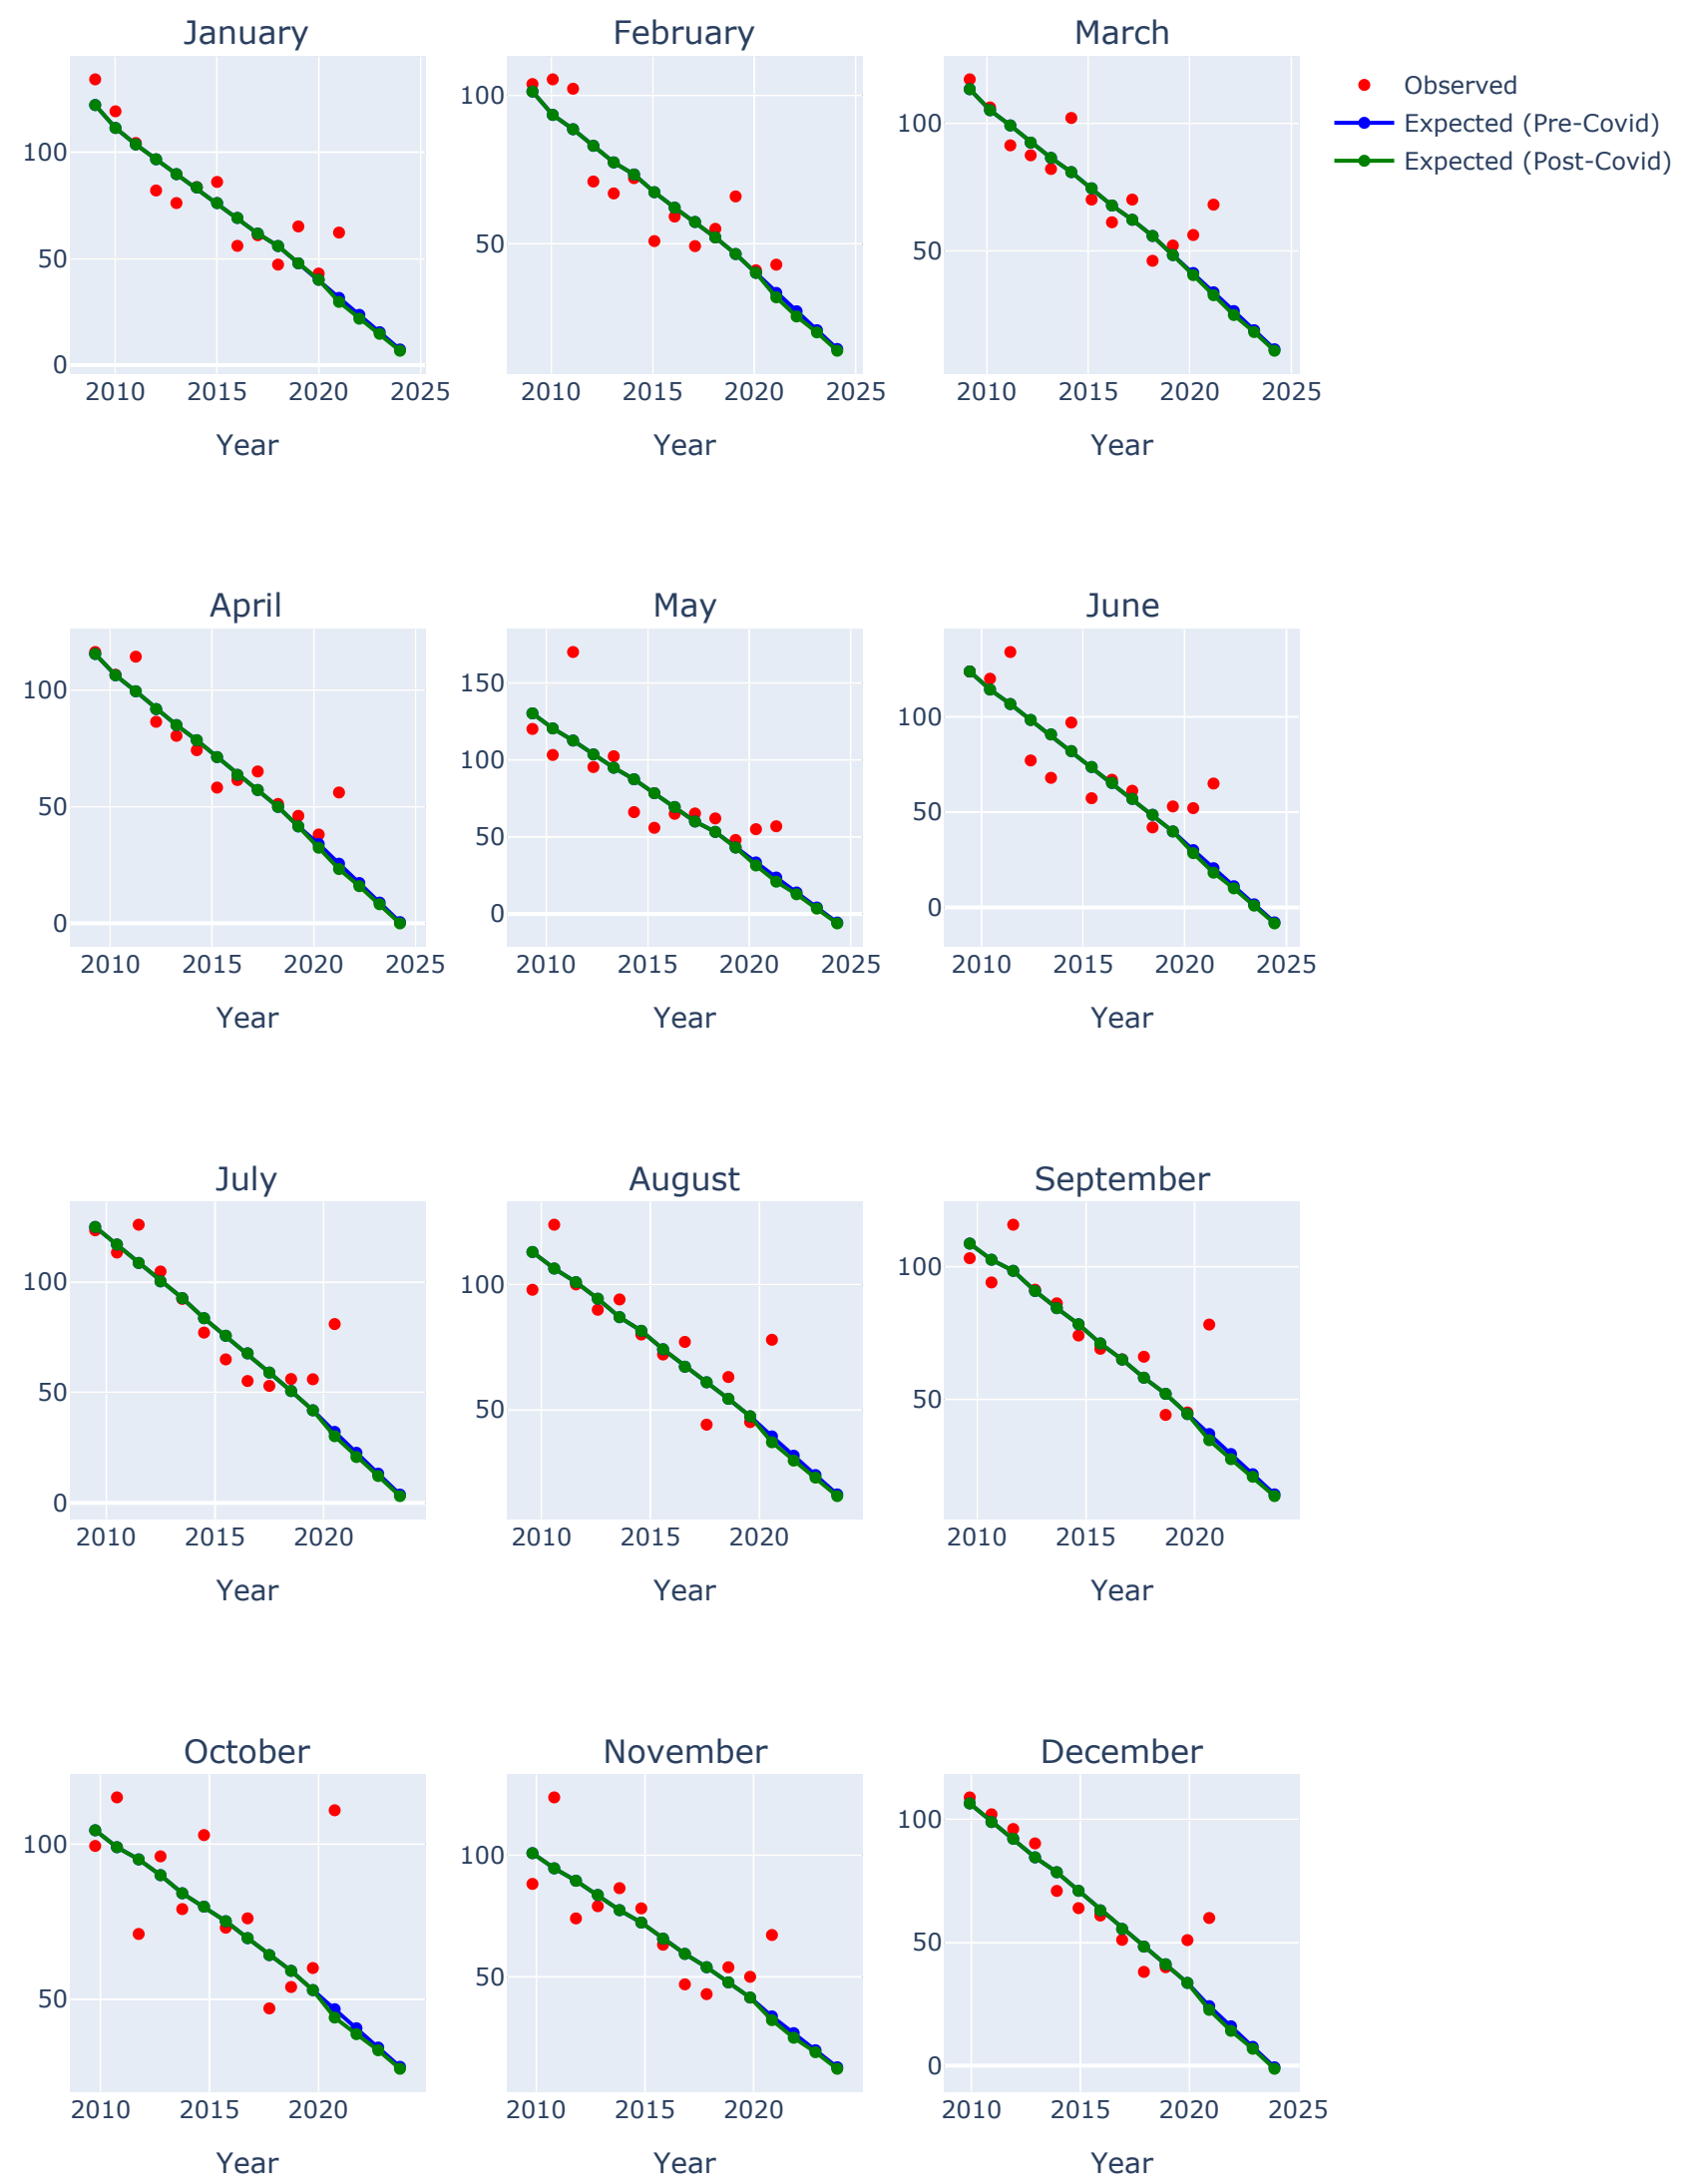 January February March
Observed
Expected (Pre-Covid)
Expected (Post-Covid)
100
50
0
2010 2015 2020 2025
Year
100
50
2010 2015 2020 2025
Year
100
50
2010 2015 2020 2025
Year
April May June
100
50
0
2010 2015 2020 2025
Year
150
100
50
0
2010 2015 2020 2025
Year
100
50
0
2010 2015 2020 2025
Year
July August September
100
50
0
2010 2015 2020
Year
100
50
2010 2015 2020
Year
100
50
2010 2015 2020
Year
October November December
100
50
2010 2015 2020
Year
100
50
2010 2015 2020
Year
100
50
0
2010 2015 2020 2025
Year